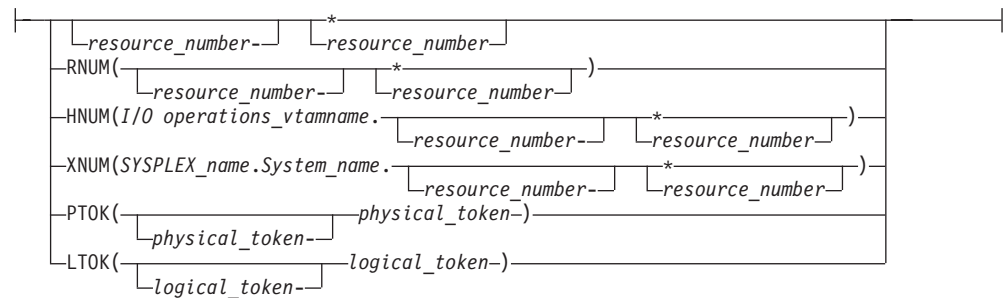 *
resource_number- resource_number
RNUM( * )
resource_number- resource_number
HNUM(I/O operations_vtamname. * )
resource_number- resource_number
XNUM(SYSPLEX_name.System_name. * )
resource_number- resource_number
PTOK( physical_token )
physical_token-
LTOK( logical_token )
logical_token-